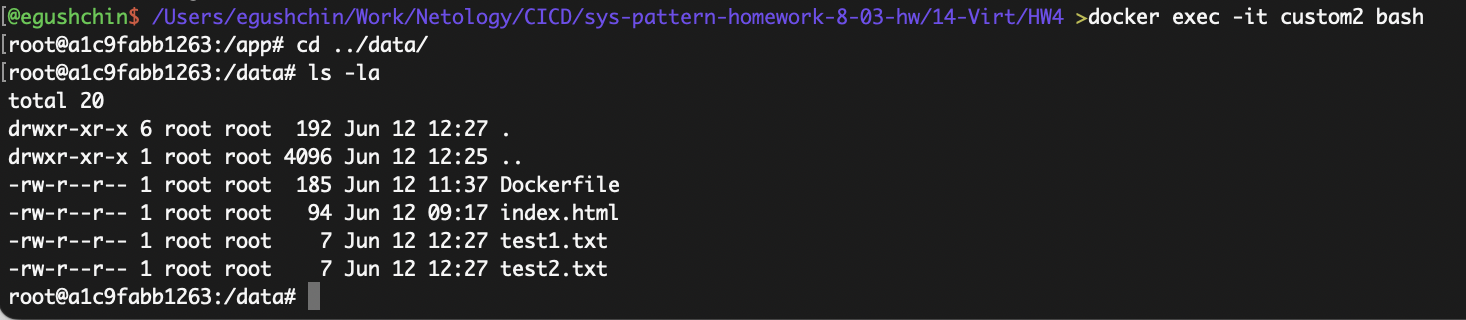 [@egushchin$ /Users/egushchin/Work/Netology/CICD/sys-pattern-homework-8-03-hw/14-Virt/HW4 >docker exec -it custom2 bash
[root@a1c9fabb1263:/app# cd ../data/
[root@a1c9fabb1263:/data# ls -la
total 20
drwxr-xr-x 6 root root  192 Jun 12 12:27 .
drwxr-xr-x 1 root root 4096 Jun 12 12:25 ..
-rw-r--r-- 1 root root  185 Jun 12 11:37 Dockerfile
-rw-r--r-- 1 root root   94 Jun 12 09:17 index.html
-rw-r--r-- 1 root root    7 Jun 12 12:27 test1.txt
-rw-r--r-- 1 root root    7 Jun 12 12:27 test2.txt
root@a1c9fabb1263:/data#